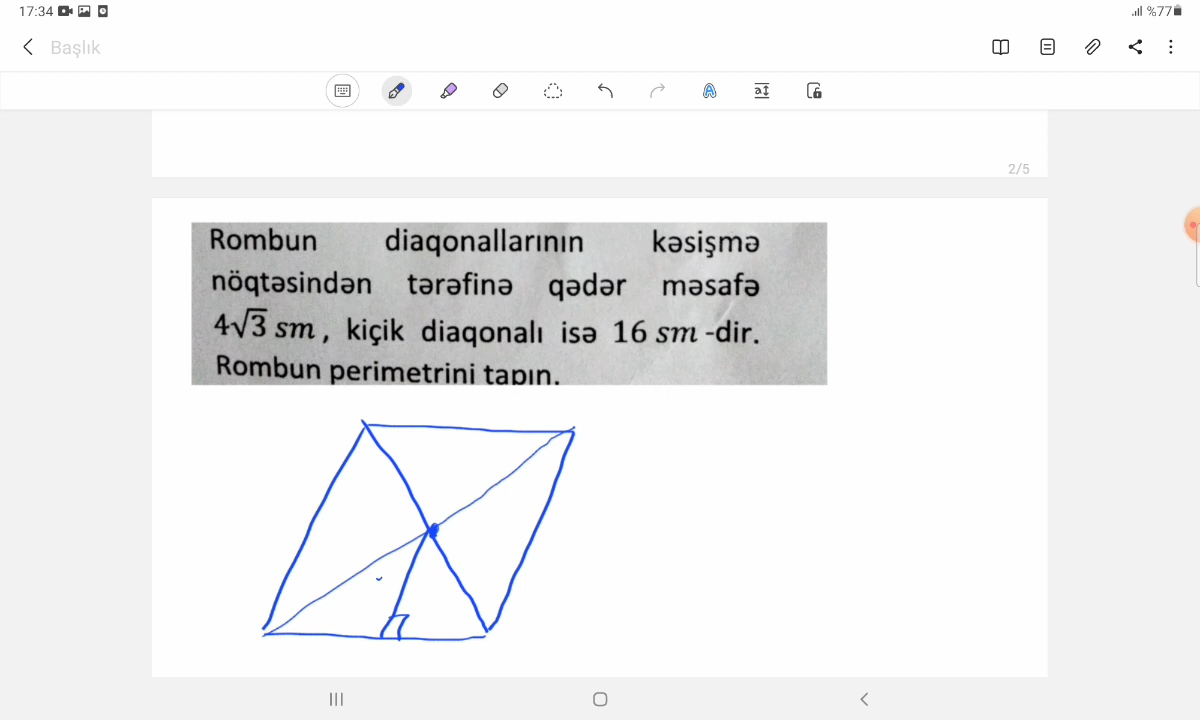 17:34
%77
Başlık
2/5
Rombun diaqonallarının kəsişmə
nöqtəsindən tərəfinə qədər məsafə
4√3 sm, kiçik diaqonalı isə 16 sm -dir.
Rombun perimetrini tapın.